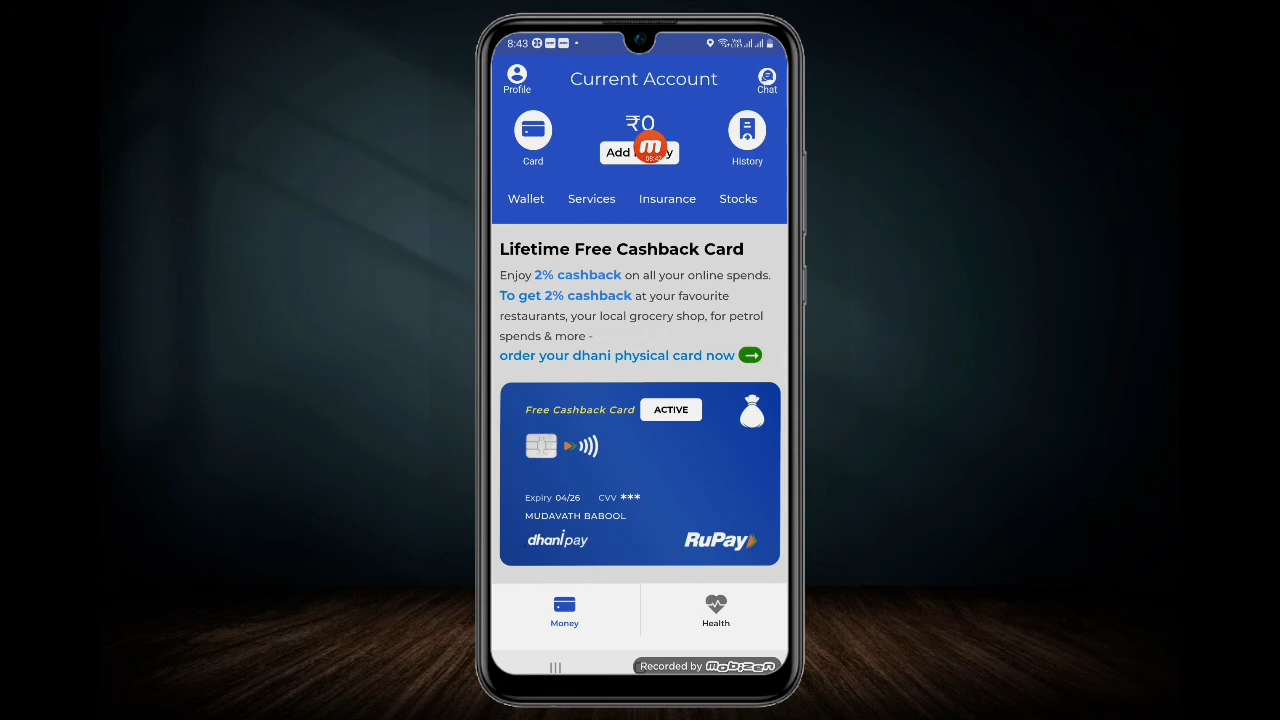 8:43
Profile
Current Account
Chat
₹0
Card
Add
m
08:42
y
History
Wallet Services Insurance Stocks
Lifetime Free Cashback Card
Enjoy 2% cashback on all your online spends.
To get 2% cashback at your favourite
restaurants, your local grocery shop, for petrol
spends & more -
order your dhani physical card now
Free Cashback Card ACTIVE
Expiry 04/26 CVV ***
MUDAVATH BABOOL
dhani pay RuPay
Money Health
Recorded by mobizen